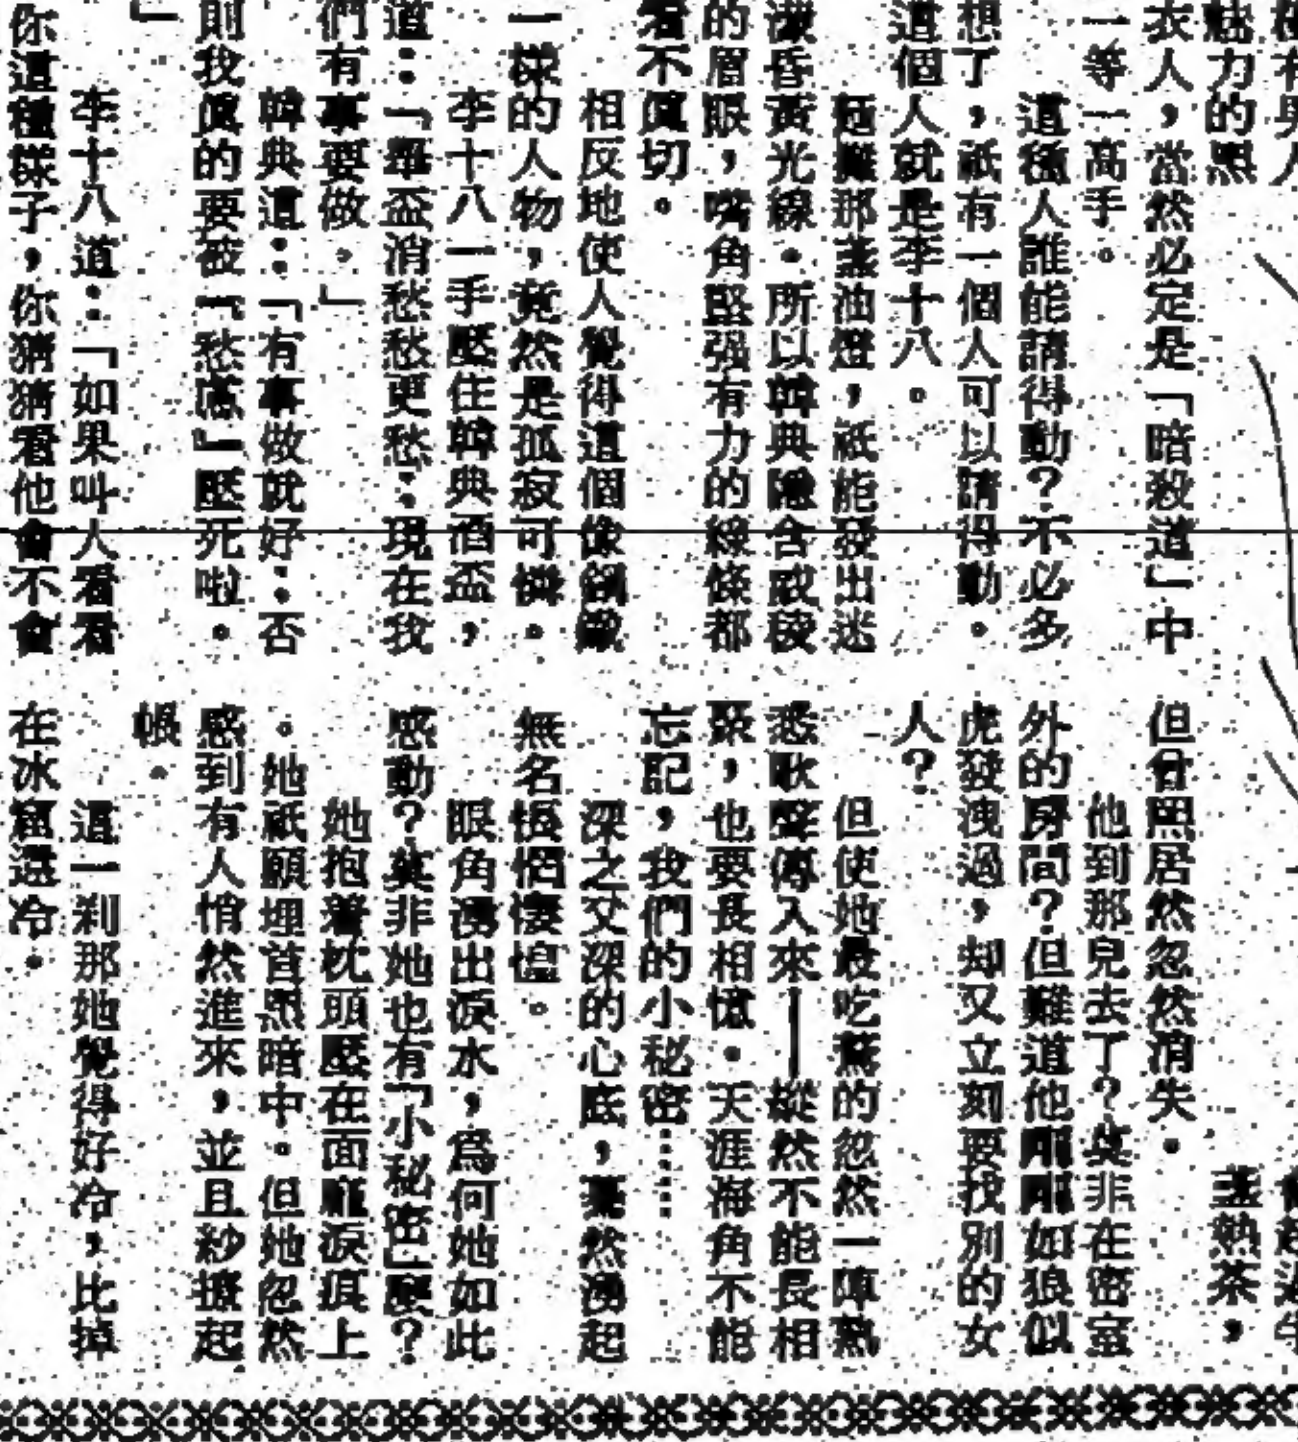 魅力的黑
衣人，當然必定是「暗殺道」中
一等一高手。
這種人誰能請得動？不必多
想了，祇有一個人可以請得動。
這個人就是李十八。
那盞油燈，祇能發出迷
濛昏黃光線。所以韓典隱含
的眉眼，嘴角堅强有力的線條都
看不眞切。
相反地使人覺得這個像
一樣的人物，竟然是孤寂可憐。
李十八一手壓住韓典酒盃，
道：「舉盃消愁愁更愁：現在我
們有事要做。」
韓典道：「有事做就好：否
則我眞的要被『愁』壓死啦。
」
李十八道：「如果叫人看看
你這種樣子，你猜猜看他會不會
盞熱茶，
但會照居然忽然消失。
他到那兒去了？莫非在密室
外的房間？但難道他剛剛如狼似
虎發洩過，却又立刻要找別的女
人？
但使她最吃驚的忽然一陣熟
悉歌聲傳入來——縱然不能長相
聚，也要長相憶。天涯海角不能
忘記，我們的小秘密……
深之又深的心底，驀然湧起
無名悽惶。
眼角湧出淚水，爲何她如此
感動？莫非她也有「小秘密」麼？
她抱着枕頭壓在面龐淚痕上
。她祇願埋首黑暗中。但她忽然
感到有人悄然進來，並且紗撩起
帳。
這一刹那她覺得好冷，比掉
在冰窟還冷。